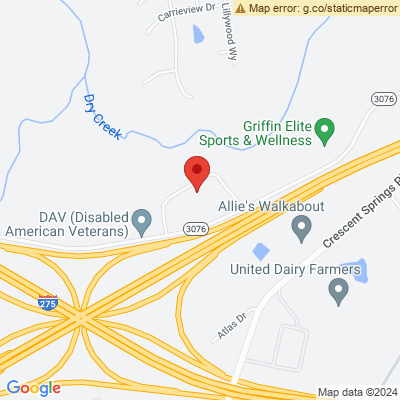 Map error: g.co/staticmaperror
Carrieview Dr
Lillywood Wy
Dry Creek
3076
Griffin Elite
Sports & Wellness
Allie's Walkabout
DAV (Disabled
American Veterans)
3076
Crescent Springs
United Dairy Farmers
275
Atlas Dr
Google
Map data ©2024